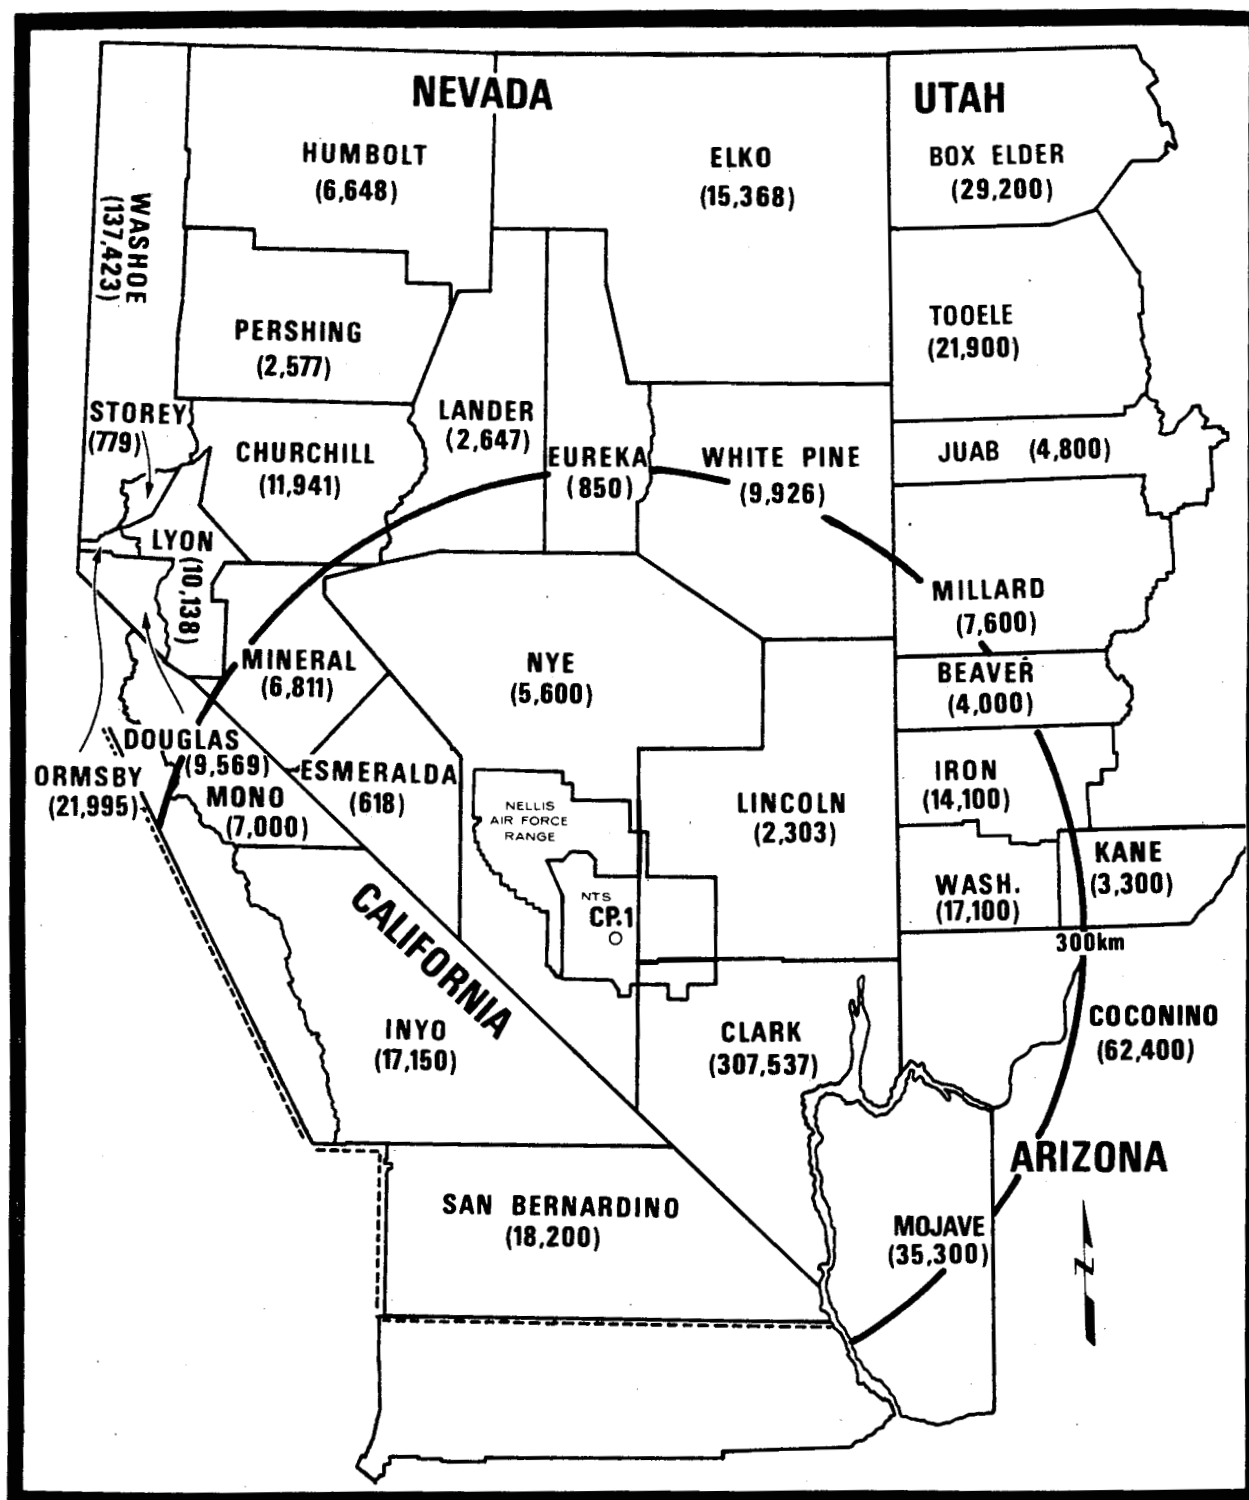 NEVADA
UTAH
HUMBOLT
(6,648)
ELKO
(15,368)
BOX ELDER
(29,200)
WASHOE
(137,423)
PERSHING
(2,577)
TOOELE
(21,900)
STOREY
(779)
CHURCHILL
(11,941)
LANDER
(2,647)
EUREKA
(850)
WHITE PINE
(9,926)
JUAB (4,800)
LYON
(10,138)
MILLARD
(7,600)
MINERAL
(6,811)
NYE
(5,600)
BEAVER
(4,000)
DOUGLAS
(9,569)
ORMSBY
(21,995)
MONO
(7,000)
ESMERALDA
(618)
NELLIS
AIR FORCE
RANGE
LINCOLN
(2,303)
IRON
(14,100)
KANE
(3,300)
WASH.
(17,100)
NTS
CP.1
300km
CALIFORNIA
INYO
(17,150)
CLARK
(307,537)
COCONINO
(62,400)
ARIZONA
SAN BERNARDINO
(18,200)
MOJAVE
(35,300)
N